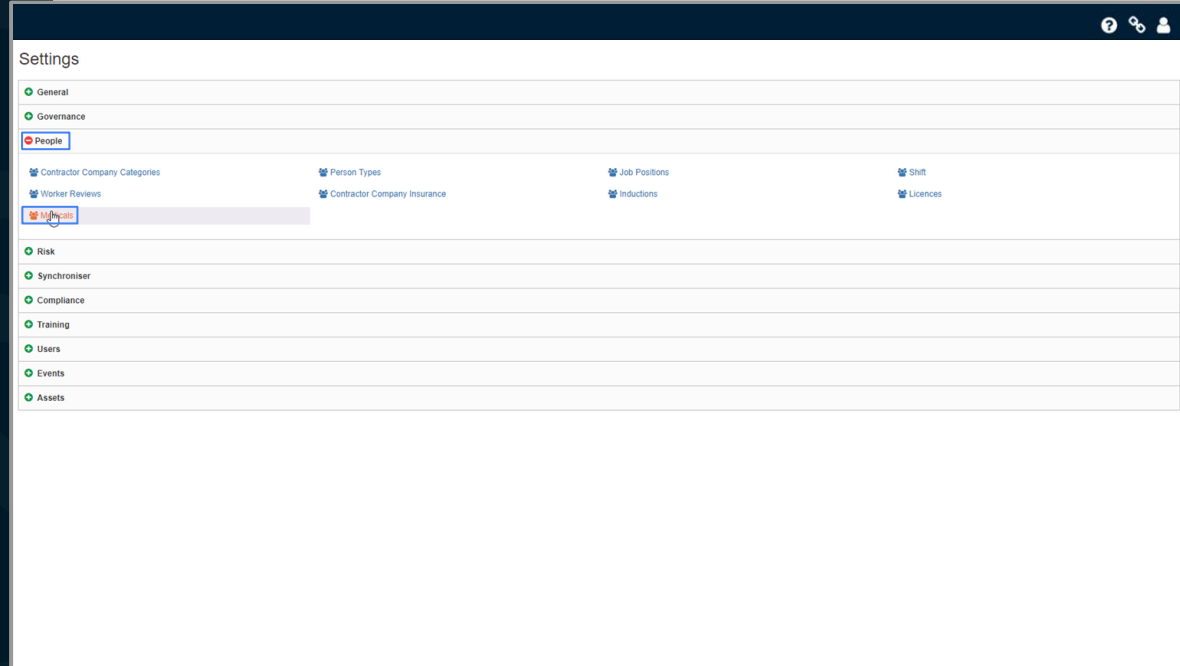 Settings
General
Governance
People
Contractor Company Categories Person Types Job Positions Shift
Worker Reviews Contractor Company Insurance Inductions Licences
Medicals
Risk
Synchroniser
Compliance
Training
Users
Events
Assets